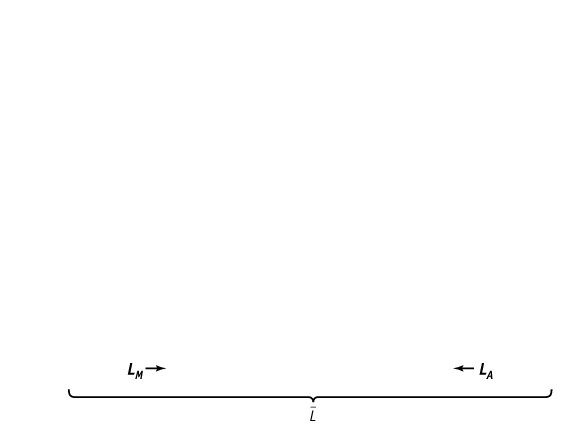 L_M → ← L_A
L̄